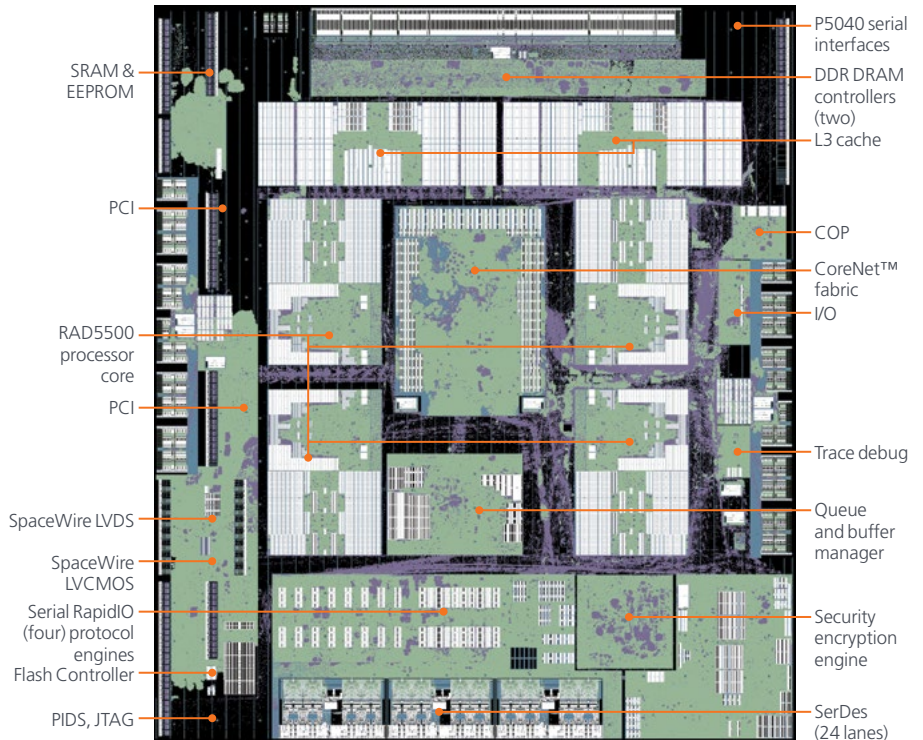 SRAM &
EEPROM
PCI
RAD5500
processor
core
PCI
SpaceWire LVDS
SpaceWire
LVCMOS
Serial RapidIO
(four) protocol
engines
Flash Controller
PIDS, JTAG
P5040 serial
interfaces
DDR DRAM
controllers
(two)
L3 cache
COP
CoreNet™
fabric
I/O
Trace debug
Queue
and buffer
manager
Security
encryption
engine
SerDes
(24 lanes)